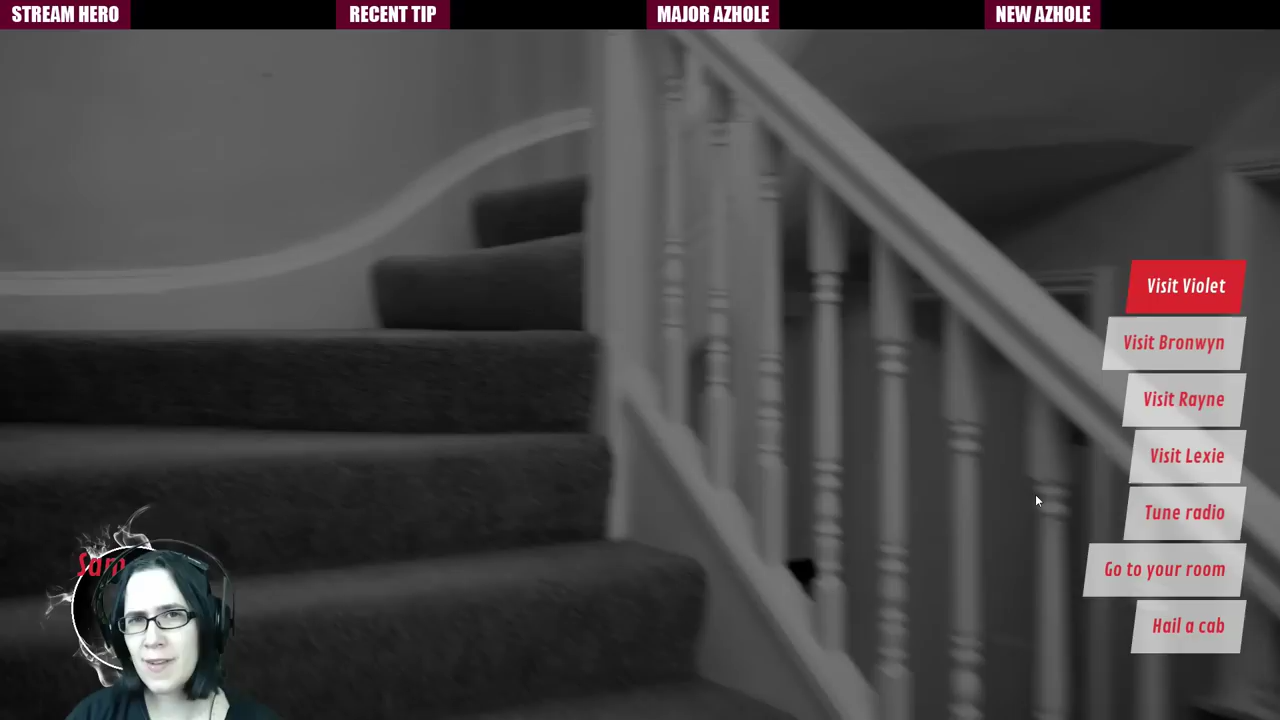 STREAM HERO
RECENT TIP
MAJOR AZHOLE
NEW AZHOLE
Visit Violet
Visit Bronwyn
Visit Rayne
Visit Lexie
Tune radio
Go to your room
Hail a cab